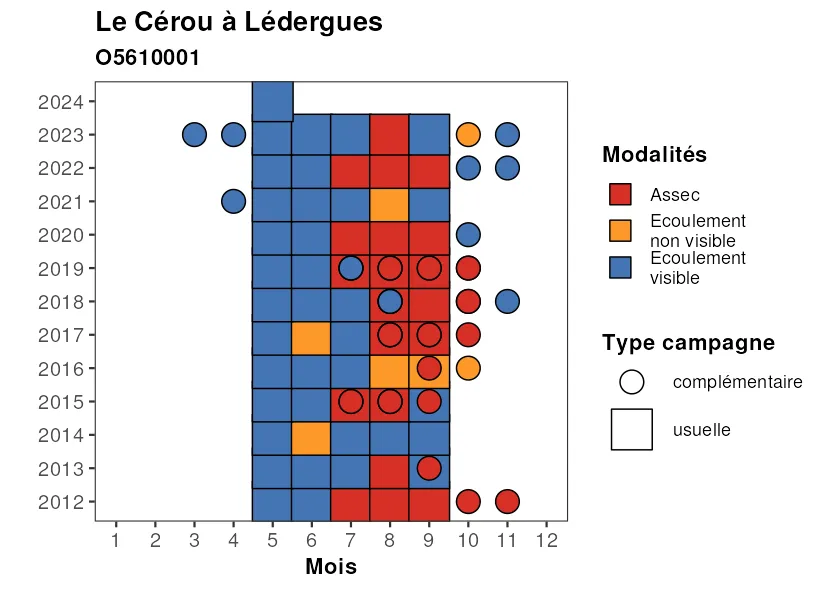 Le Cérou à Lédergues
O5610001
2024
2023
2022
2021
2020
2019
2018
2017
2016
2015
2014
2013
2012
1 2 3 4 5 6 7 8 9 10 11 12
Mois
Modalités
Assec
Ecoulement
non visible
Ecoulement
visible
Type campagne
complémentaire
usuelle